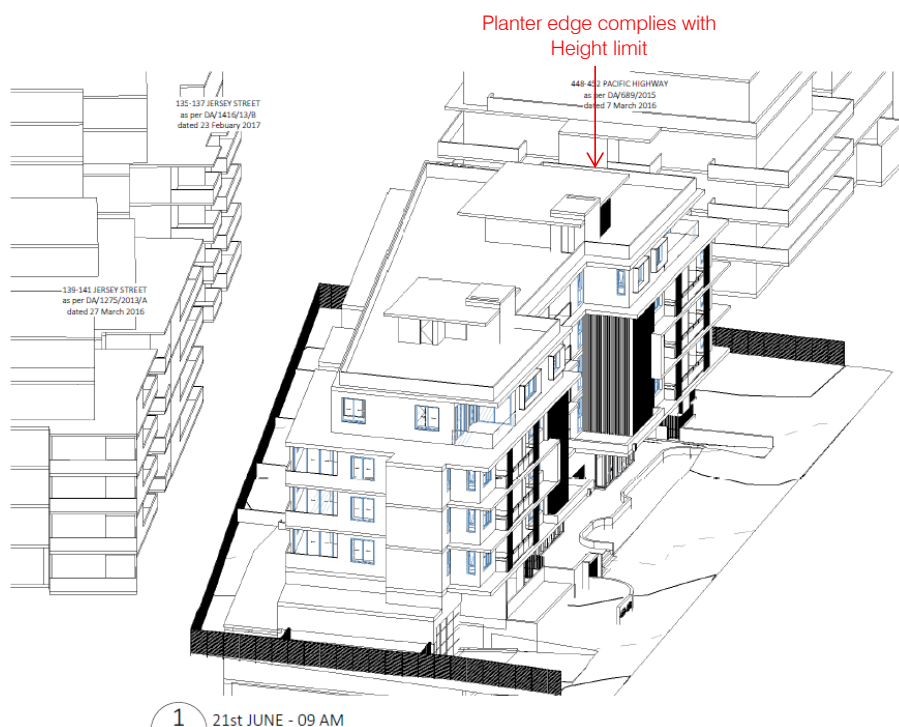 Planter edge complies with
Height limit
448-452 PACIFIC HIGHWAY
as per DA/689/2015
dated 7 March 2016
135-137 JERSEY STREET
as per DA/1416/13/B
dated 23 Febuary 2017
139-141 JERSEY STREET
as per DA/1275/2013/A
dated 27 March 2016
1
21st JUNE - 09 AM